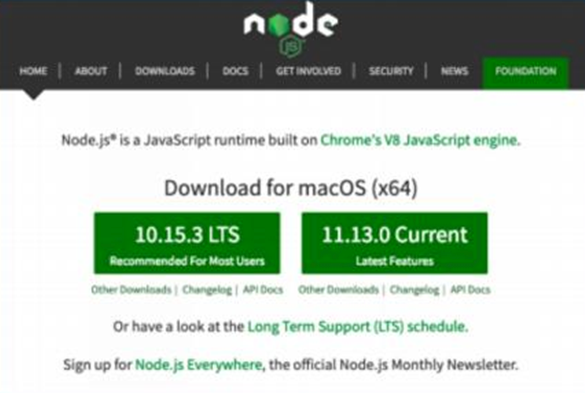 node
JS
HOME | ABOUT | DOWNLOADS | DOCS | GET INVOLVED | SECURITY | NEWS | FOUNDATION
Node.js® is a JavaScript runtime built on Chrome's V8 JavaScript engine.
Download for macOS (x64)
10.15.3 LTS 11.13.0 Current
Recommended For Most Users Latest Features
Other Downloads | Changelog | API Docs Other Downloads | Changelog | API Docs
Or have a look at the Long Term Support (LTS) schedule.
Sign up for Node.js Everywhere, the official Node.js Monthly Newsletter.